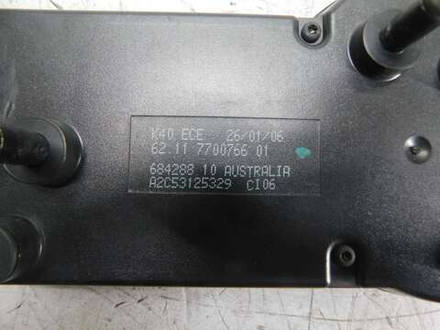 K40 ECE 26/01/06
62.11 7700766 01
684288 10 AUSTRALIA
A2C53125329 CI06